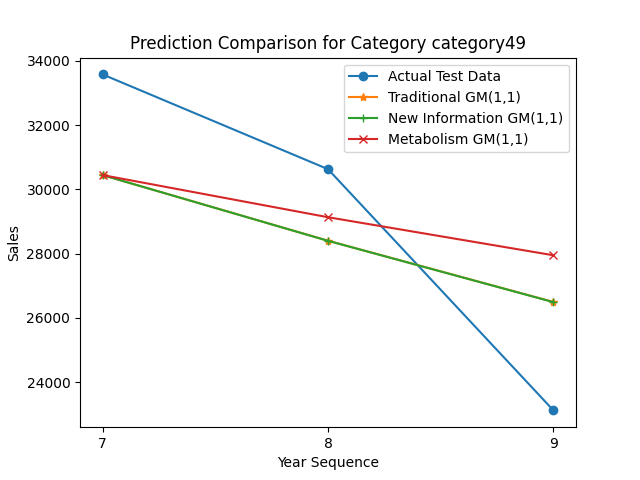 Prediction Comparison for Category category49
Actual Test Data
Traditional GM(1,1)
New Information GM(1,1)
Metabolism GM(1,1)
Sales
34000
32000
30000
28000
26000
24000
7
8
9
Year Sequence